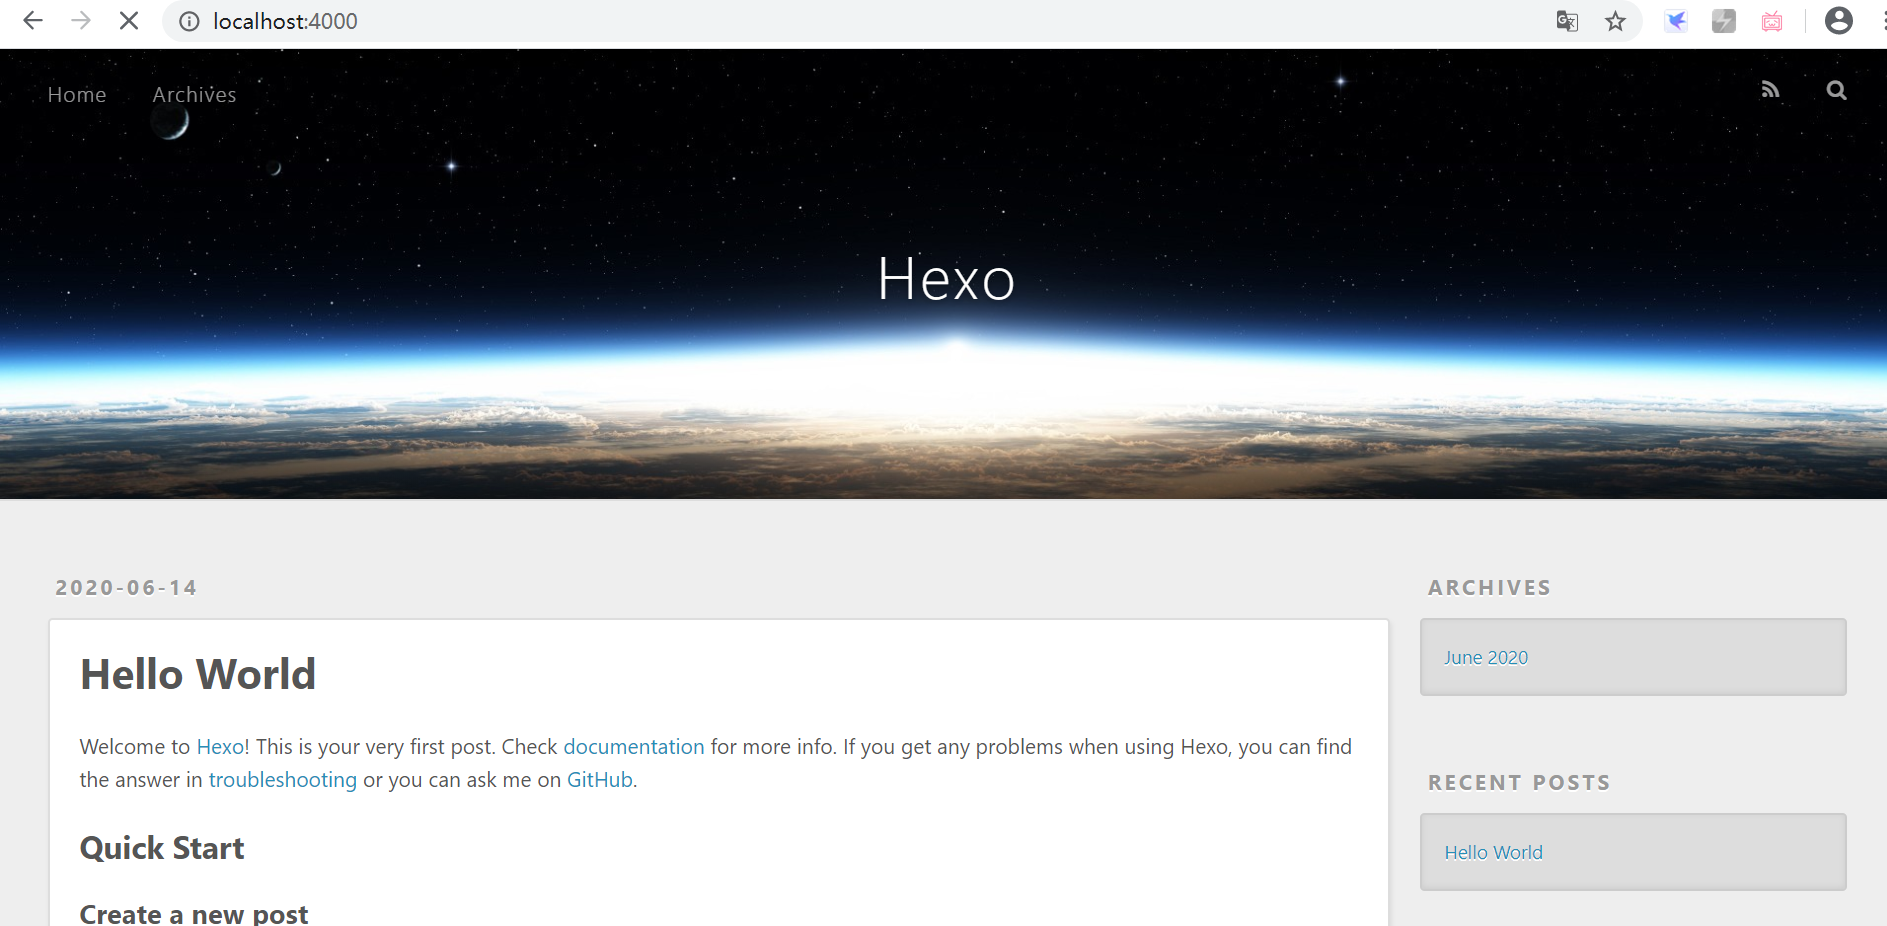 localhost:4000
Home Archives
Hexo
2020-06-14
Hello World
Welcome to Hexo! This is your very first post. Check documentation for more info. If you get any problems when using Hexo, you can find
the answer in troubleshooting or you can ask me on GitHub.
Quick Start
Create a new post
ARCHIVES
June 2020
RECENT POSTS
Hello World